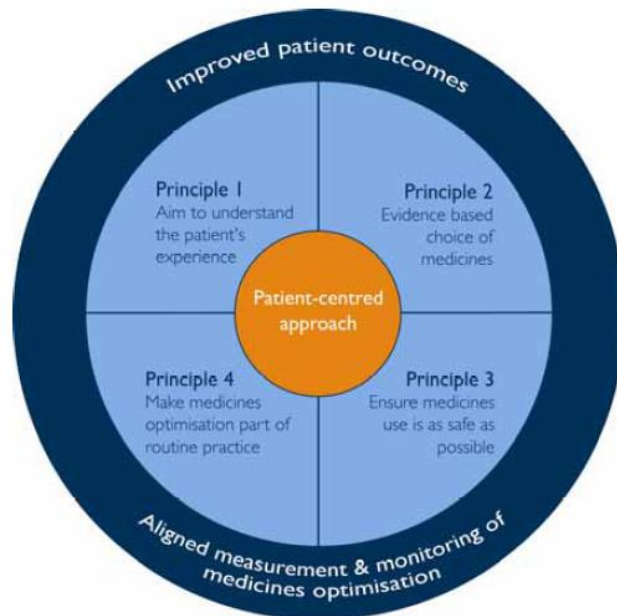 Improved patient outcomes
Principle 1
Aim to understand
the patient's
experience
Principle 2
Evidence based
choice of
medicines
Patient-centred
approach
Principle 4
Make medicines
optimisation part of
routine practice
Principle 3
Ensure medicines
use is as safe as
possible
Aligned measurement & monitoring of
medicines optimisation